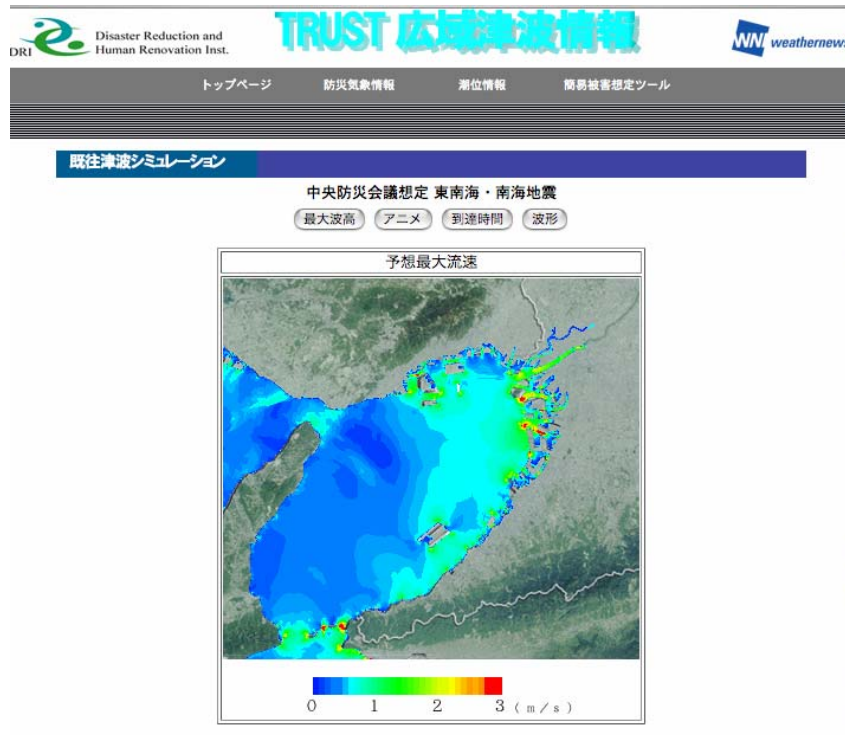 DRI
Disaster Reduction and
Human Renovation Inst.
TRUST 広域津波情報
WNI weathernews
トップページ 防災気象情報 潮位情報 簡易被害想定ツール
既往津波シミュレーション
中央防災会議想定 東南海・南海地震
最大波高 アニメ 到達時間 波形
予想最大流速
0 1 2 3 (m/s)